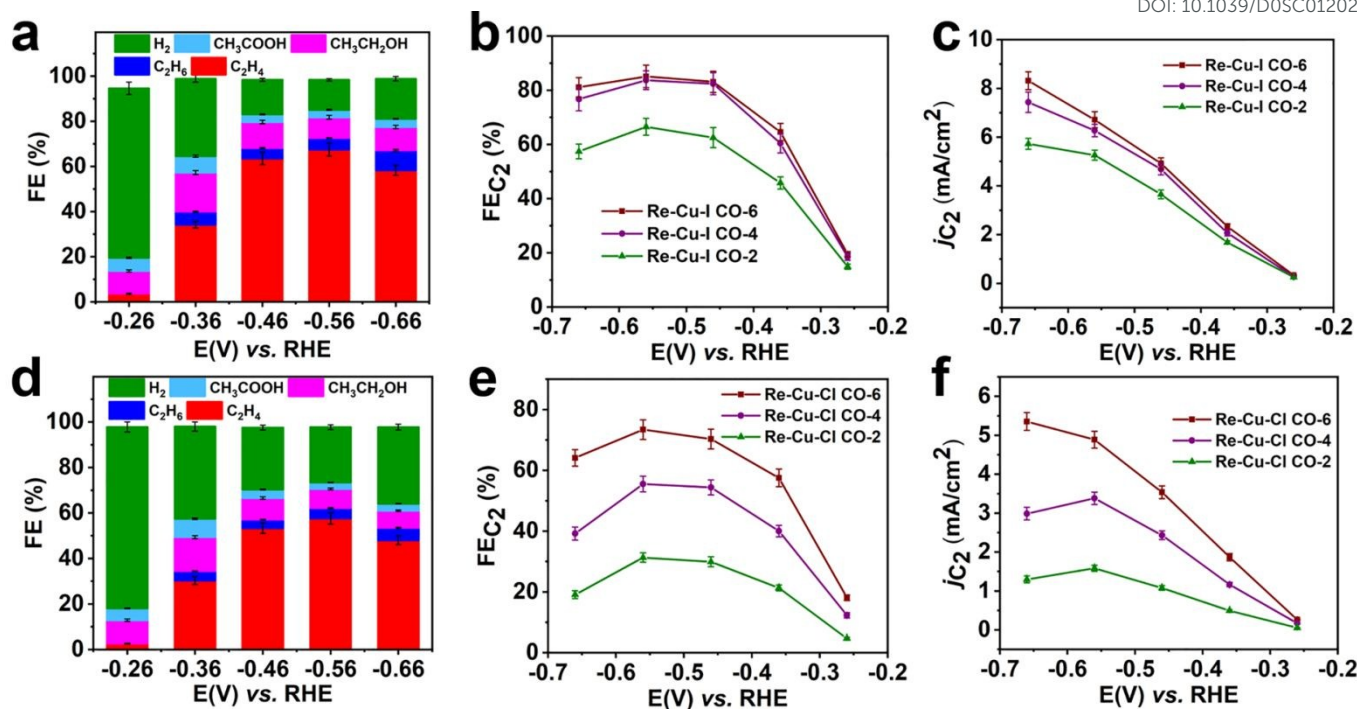 DOI: 10.1039/D0SC01202
a
H2 CH3COOH CH3CH2OH
C2H6 C2H4
FE (%)
100
80
60
40
20
0
-0.26 -0.36 -0.46 -0.56 -0.66
E(V) vs. RHE
b
FEC2 (%)
100
80
60
40
20
0
Re-Cu-I CO-6
Re-Cu-I CO-4
Re-Cu-I CO-2
-0.7 -0.6 -0.5 -0.4 -0.3 -0.2
E(V) vs. RHE
c
jC2 (mA/cm2)
10
8
6
4
2
0
Re-Cu-I CO-6
Re-Cu-I CO-4
Re-Cu-I CO-2
-0.7 -0.6 -0.5 -0.4 -0.3 -0.2
E(V) vs. RHE
d
H2 CH3COOH CH3CH2OH
C2H6 C2H4
FE (%)
100
80
60
40
20
0
-0.26 -0.36 -0.46 -0.56 -0.66
E(V) vs. RHE
e
FEC2 (%)
80
60
40
20
0
Re-Cu-Cl CO-6
Re-Cu-Cl CO-4
Re-Cu-Cl CO-2
-0.7 -0.6 -0.5 -0.4 -0.3 -0.2
E(V) vs. RHE
f
jC2 (mA/cm2)
6
5
4
3
2
1
0
Re-Cu-Cl CO-6
Re-Cu-Cl CO-4
Re-Cu-Cl CO-2
-0.7 -0.6 -0.5 -0.4 -0.3 -0.2
E(V) vs. RHE